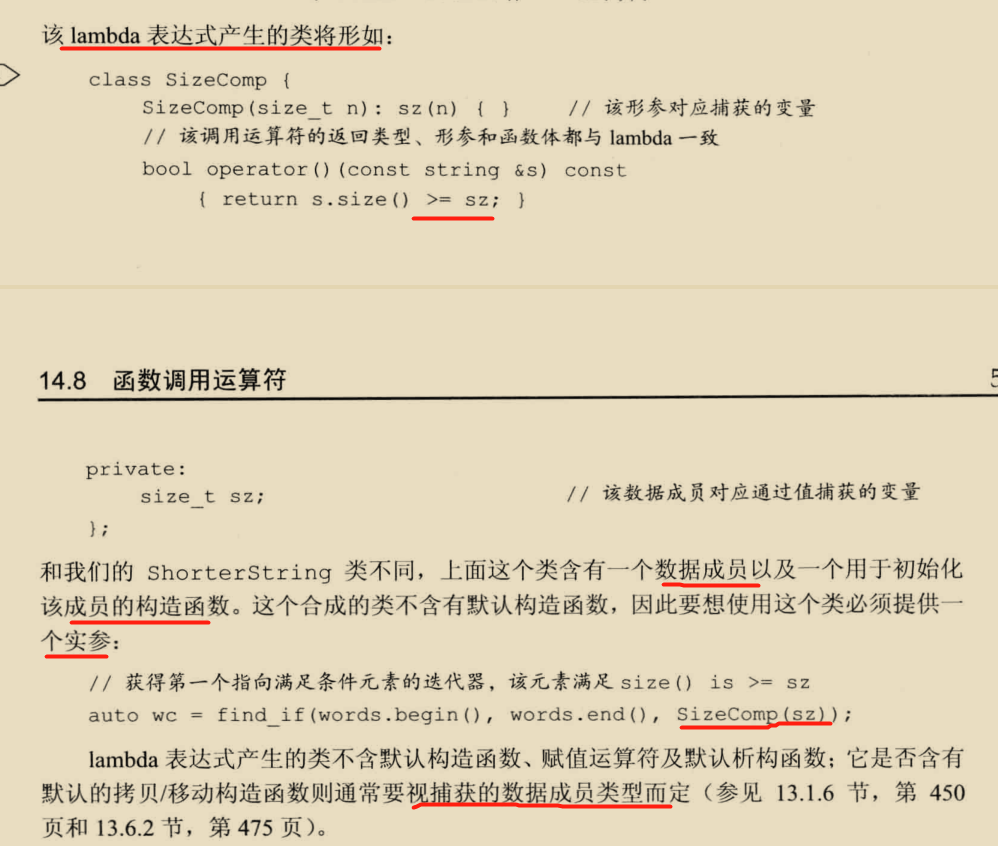 该 lambda 表达式产生的类将形如：
class SizeComp {
SizeComp(size_t n): sz(n) { } // 该形参对应捕获的变量
// 该调用运算符的返回类型、形参和函数体都与 lambda 一致
bool operator()(const string &s) const
{ return s.size() >= sz; }
14.8 函数调用运算符
private:
size_t sz; // 该数据成员对应通过值捕获的变量
};
和我们的 ShorterString 类不同，上面这个类含有一个数据成员以及一个用于初始化
该成员的构造函数。这个合成的类不含有默认构造函数，因此要想使用这个类必须提供一
个实参：
// 获得第一个指向满足条件元素的迭代器，该元素满足 size() is >= sz
auto wc = find_if(words.begin(), words.end(), SizeComp(sz));
lambda 表达式产生的类不含默认构造函数、赋值运算符及默认析构函数；它是否含有
默认的拷贝/移动构造函数则通常要视捕获的数据成员类型而定（参见 13.1.6 节，第 450
页和 13.6.2 节，第 475 页）。